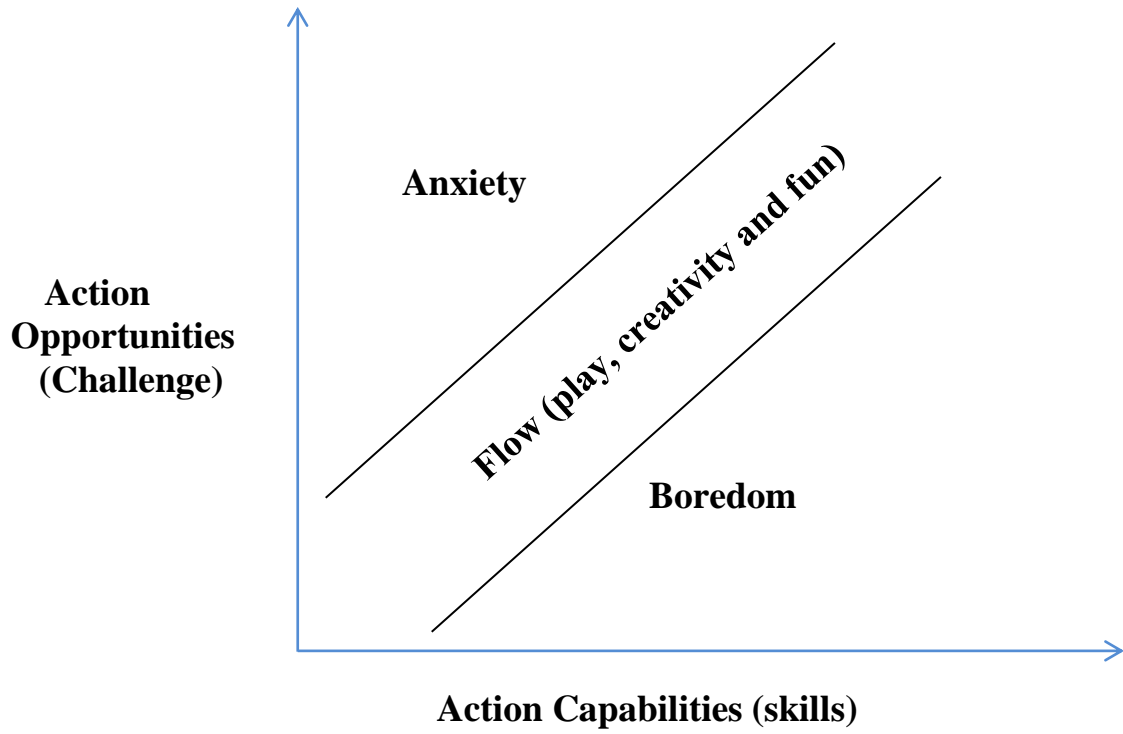 Anxiety
Action
Opportunities
(Challenge)
Flow (play, creativity and fun)
Boredom
Action Capabilities (skills)